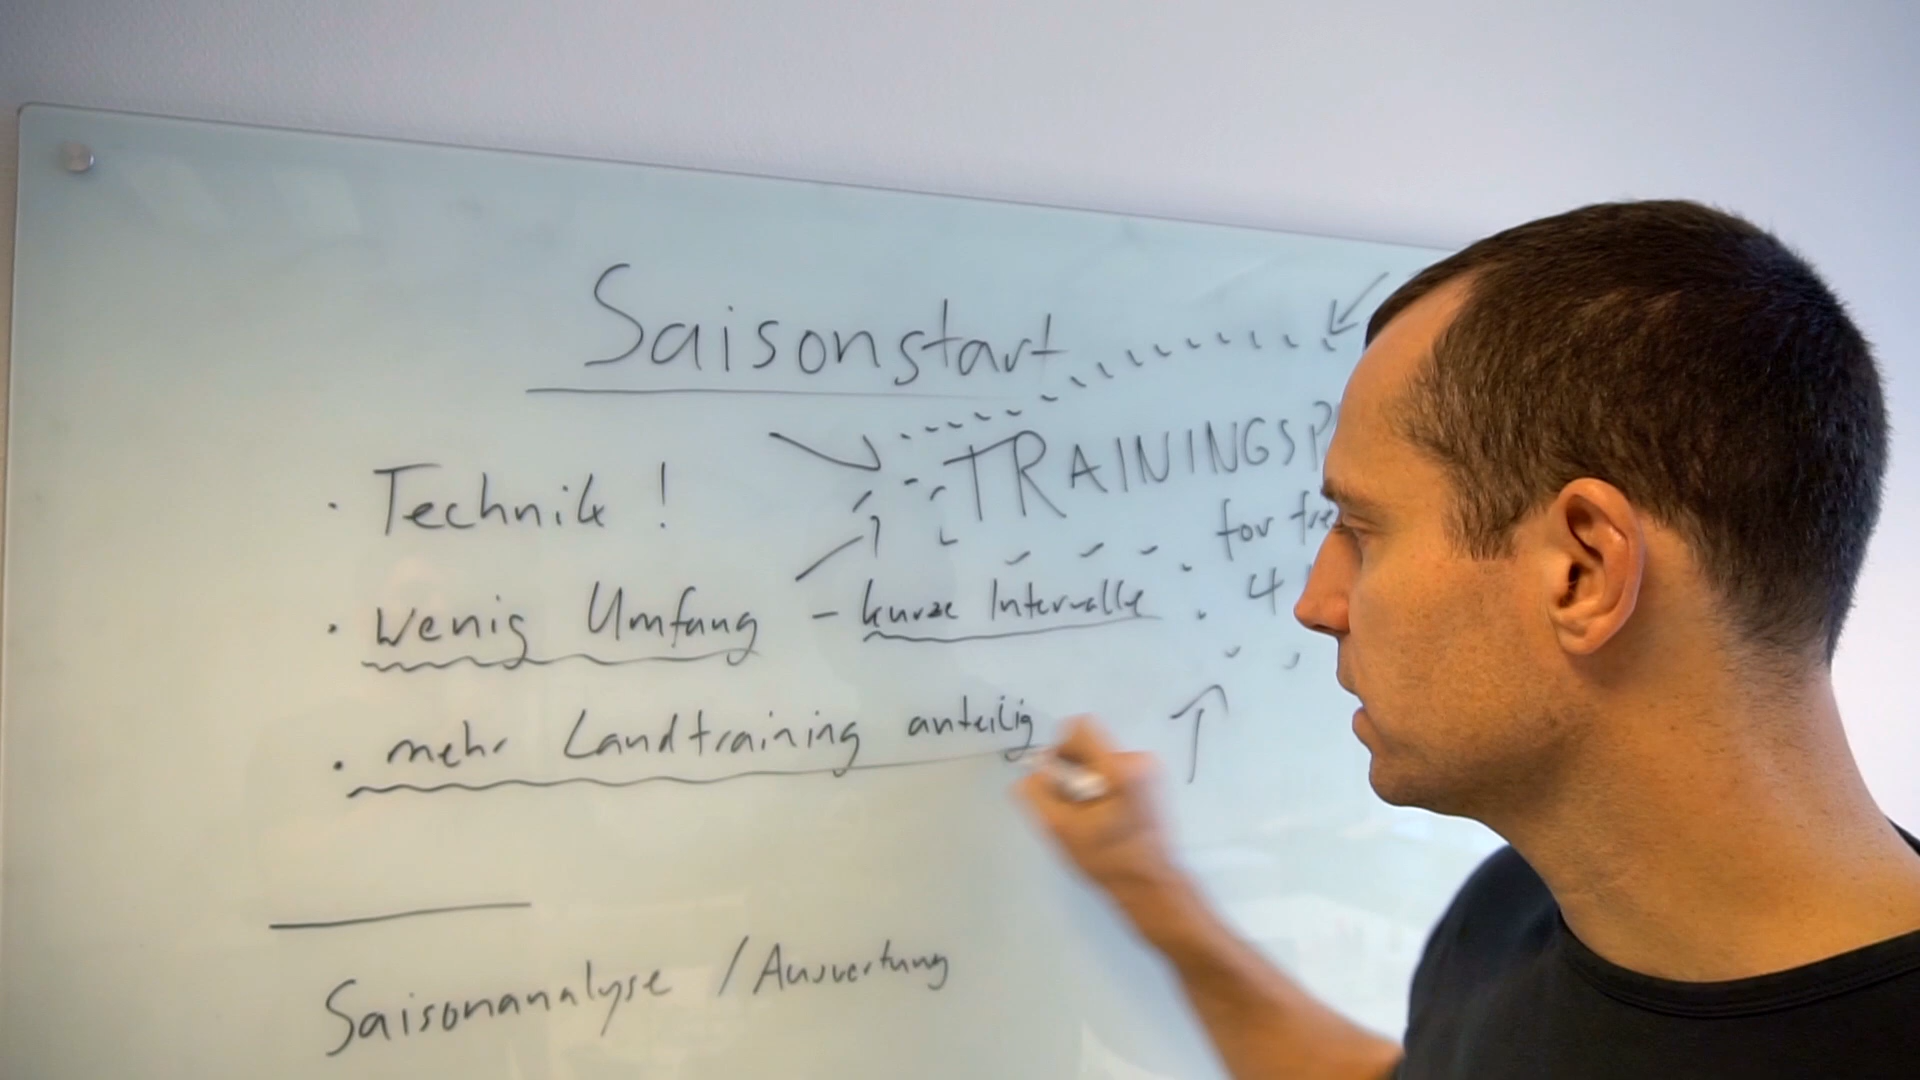 Saisonstart
TRAININGSP
for fre
4
· Technik !
· wenig Umfang – kurze Intervalle
· mehr Landtraining anteilig
Saisonanalyse / Auswertung